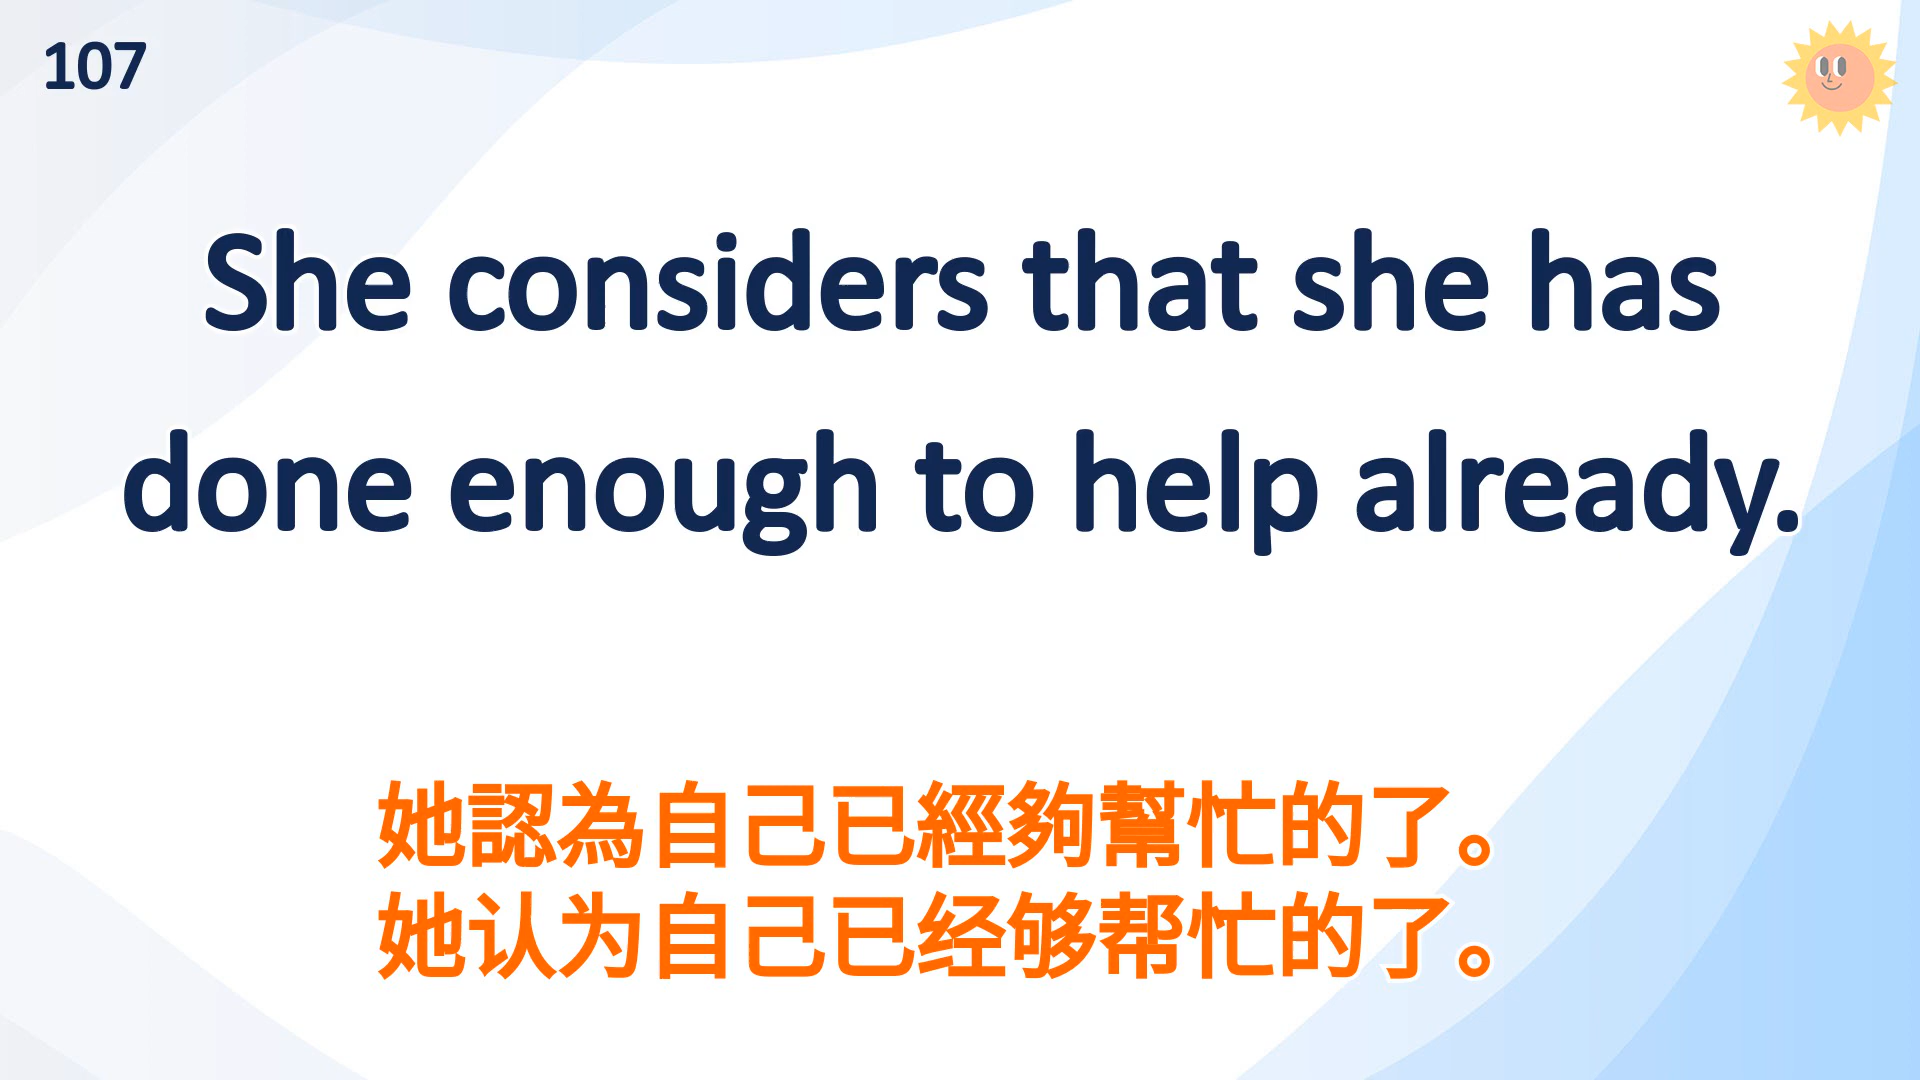 107
She considers that she has
done enough to help already.
她認為自己已經夠幫忙的了。
她认为自己已经够帮忙的了。